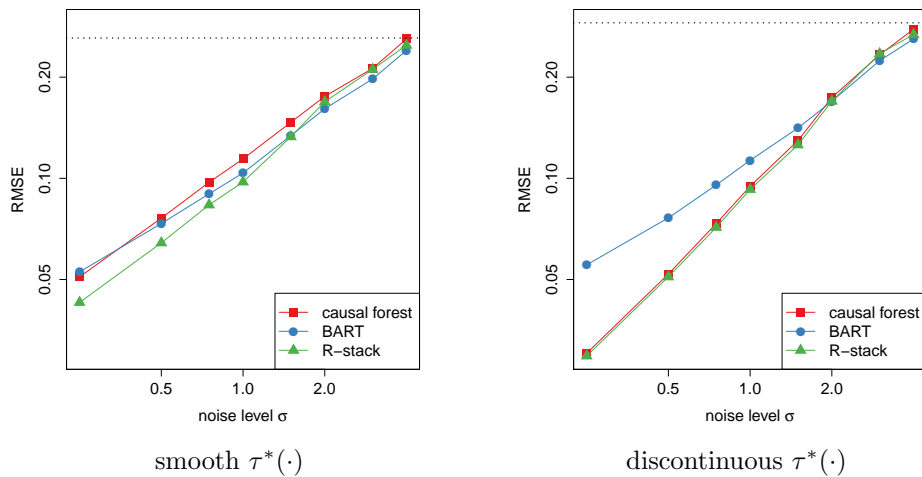 0.20
0.10
0.05
RMSE
causal forest
BART
R−stack
0.5 1.0 2.0
noise level σ
smooth τ*(·)
0.20
0.10
0.05
RMSE
causal forest
BART
R−stack
0.5 1.0 2.0
noise level σ
discontinuous τ*(·)